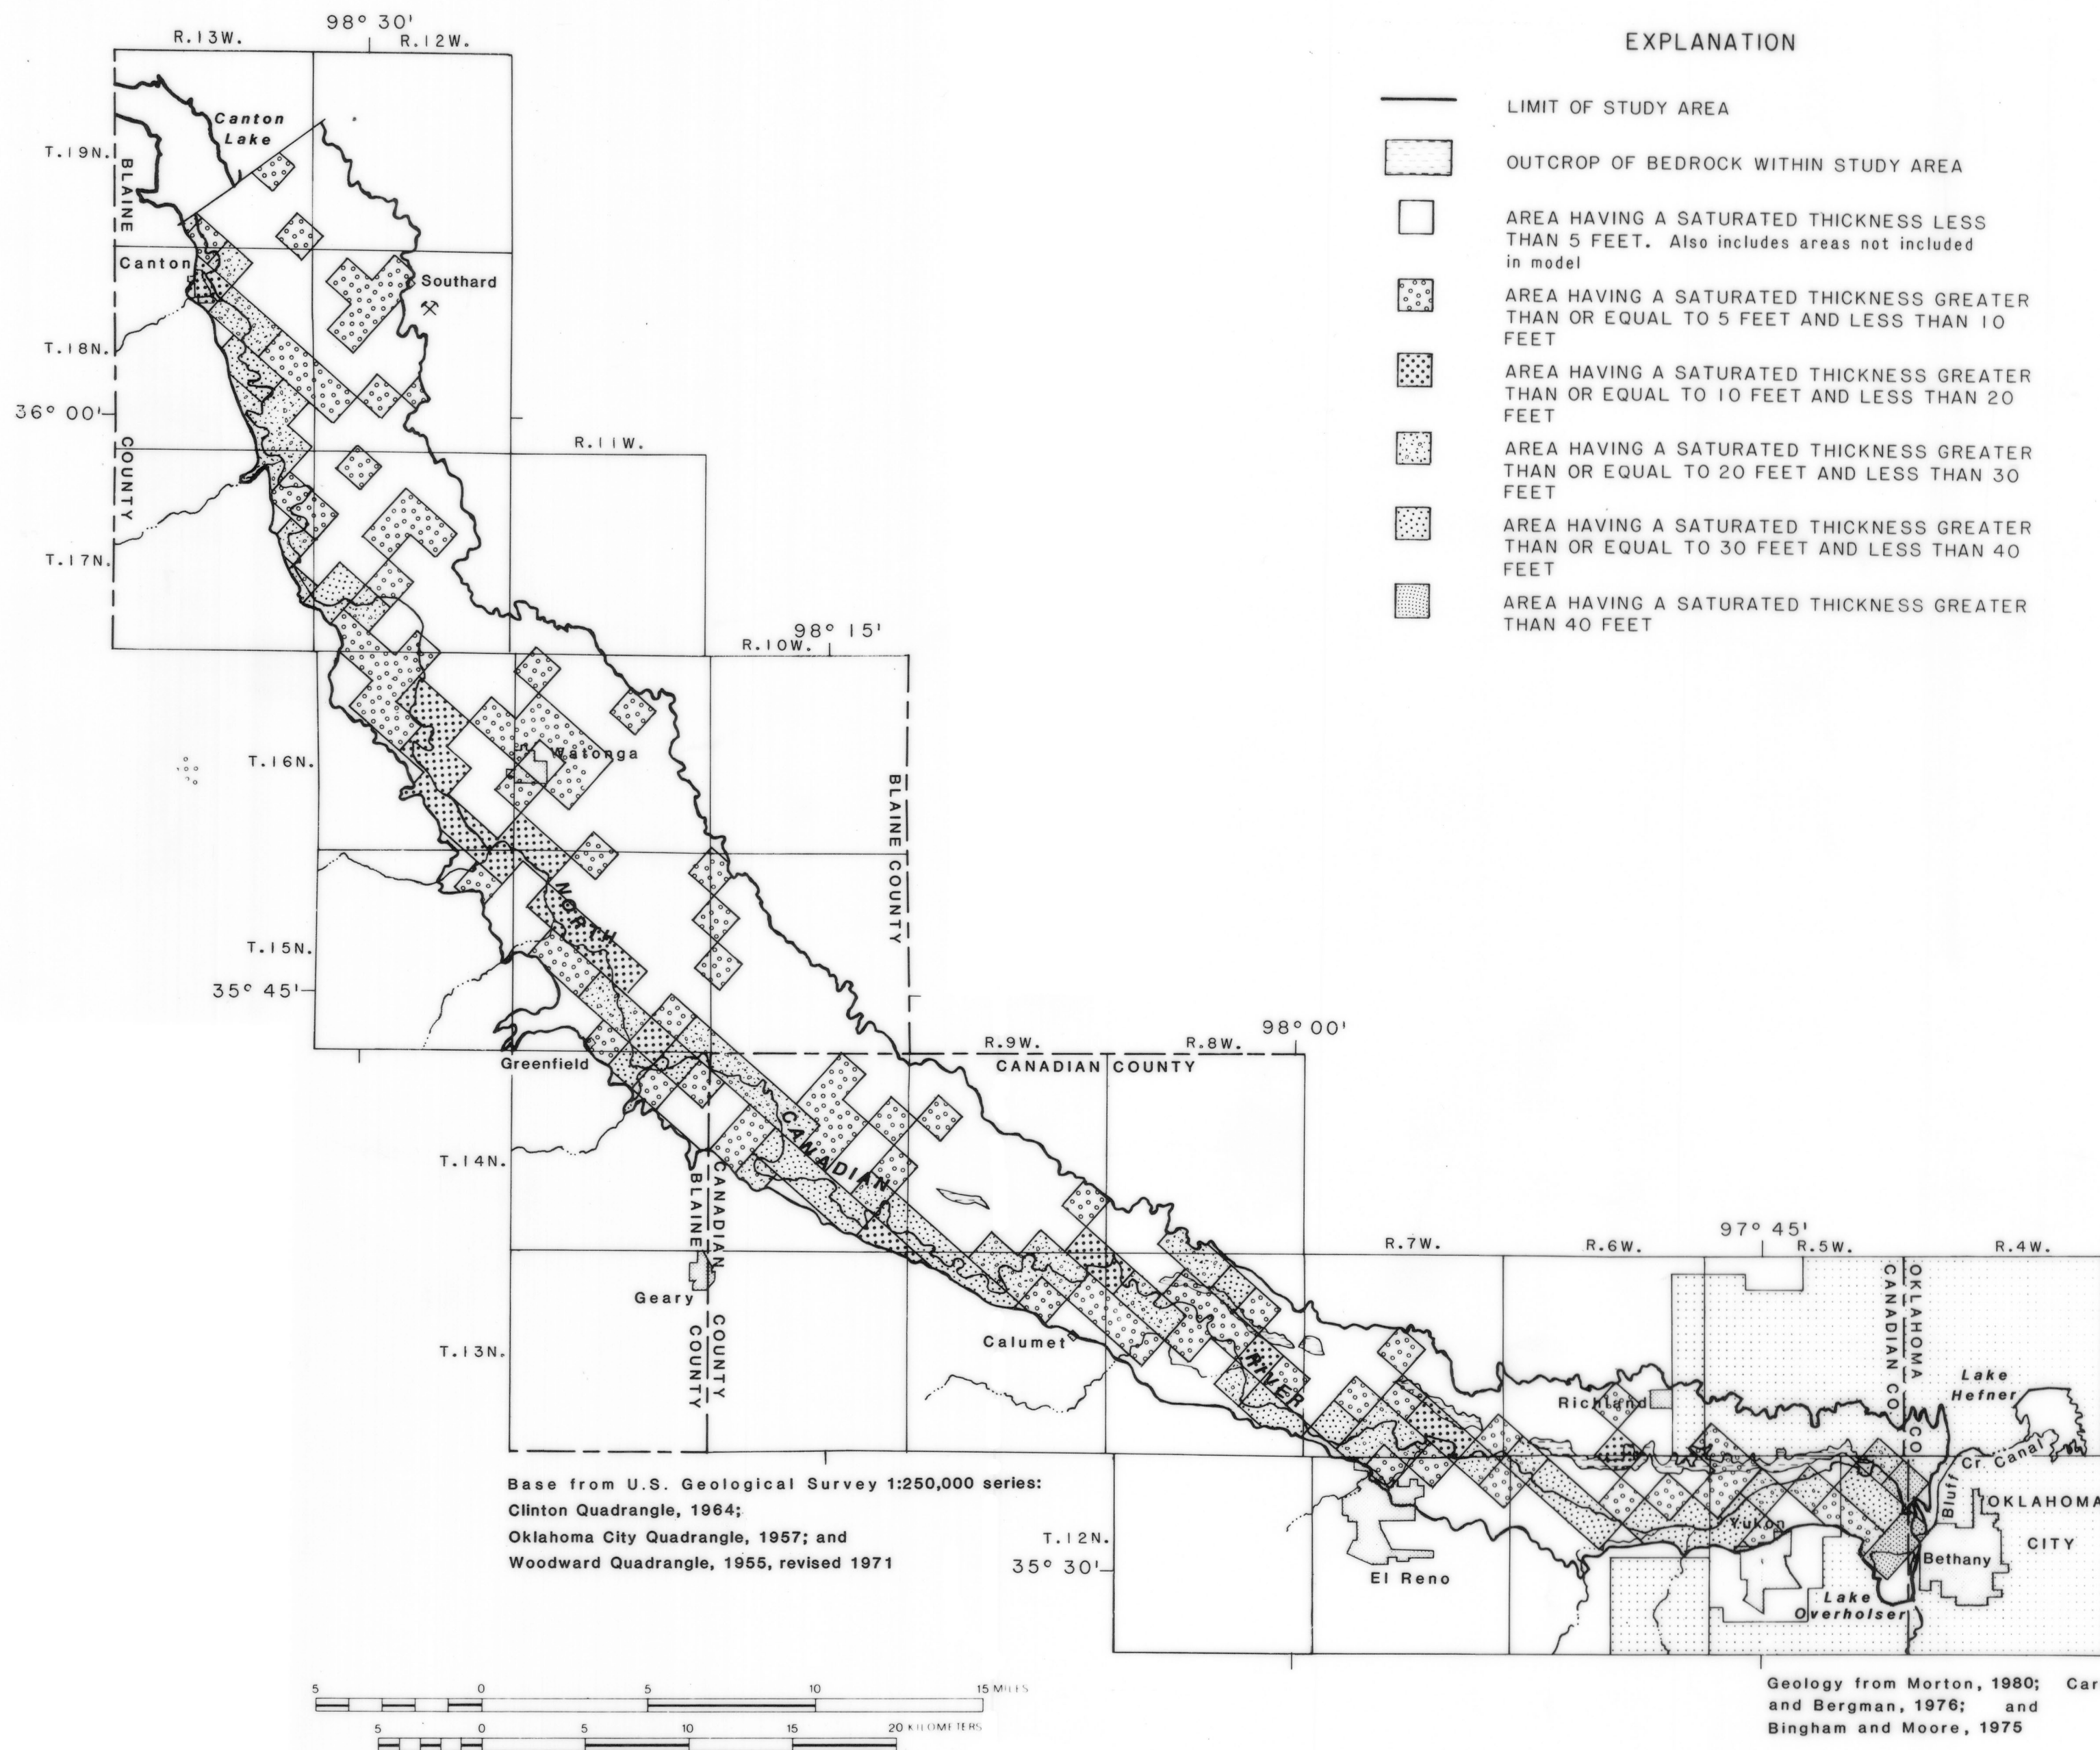 98° 30'
R.13W.
R.12W.
EXPLANATION
LIMIT OF STUDY AREA
OUTCROP OF BEDROCK WITHIN STUDY AREA
AREA HAVING A SATURATED THICKNESS LESS
THAN 5 FEET. Also includes areas not included
in model
AREA HAVING A SATURATED THICKNESS GREATER
THAN OR EQUAL TO 5 FEET AND LESS THAN 10
FEET
AREA HAVING A SATURATED THICKNESS GREATER
THAN OR EQUAL TO 10 FEET AND LESS THAN 20
FEET
AREA HAVING A SATURATED THICKNESS GREATER
THAN OR EQUAL TO 20 FEET AND LESS THAN 30
FEET
AREA HAVING A SATURATED THICKNESS GREATER
THAN OR EQUAL TO 30 FEET AND LESS THAN 40
FEET
AREA HAVING A SATURATED THICKNESS GREATER
THAN 40 FEET
Canton
Lake
T.19N.
BLAINE
COUNTY
Canton
Southard
T.18N.
36° 00'
R.11W.
T.17N.
98° 15'
R.10W.
T.16N.
Watonga
BLAINE COUNTY
NORTH
CANADIAN
RIVER
T.15N.
35° 45'
Greenfield
98° 00'
R.9W.
R.8W.
CANADIAN COUNTY
T.14N.
BLAINE COUNTY
CANADIAN COUNTY
Geary
T.13N.
Calumet
97° 45'
R.7W.
R.6W.
R.5W.
R.4W.
CANADIAN CO.
OKLAHOMA CO.
Lake
Hefner
Richland
Bluff Cr. Canal
OKLAHOMA
CITY
Yukon
Bethany
Lake
Overholser
El Reno
T.12N.
35° 30'
Base from U.S. Geological Survey 1:250,000 series:
Clinton Quadrangle, 1964;
Oklahoma City Quadrangle, 1957; and
Woodward Quadrangle, 1955, revised 1971
5 0 5 10 15 MILES
5 0 5 10 15 20 KILOMETERS
Geology from Morton, 1980; Car
and Bergman, 1976; and
Bingham and Moore, 1975